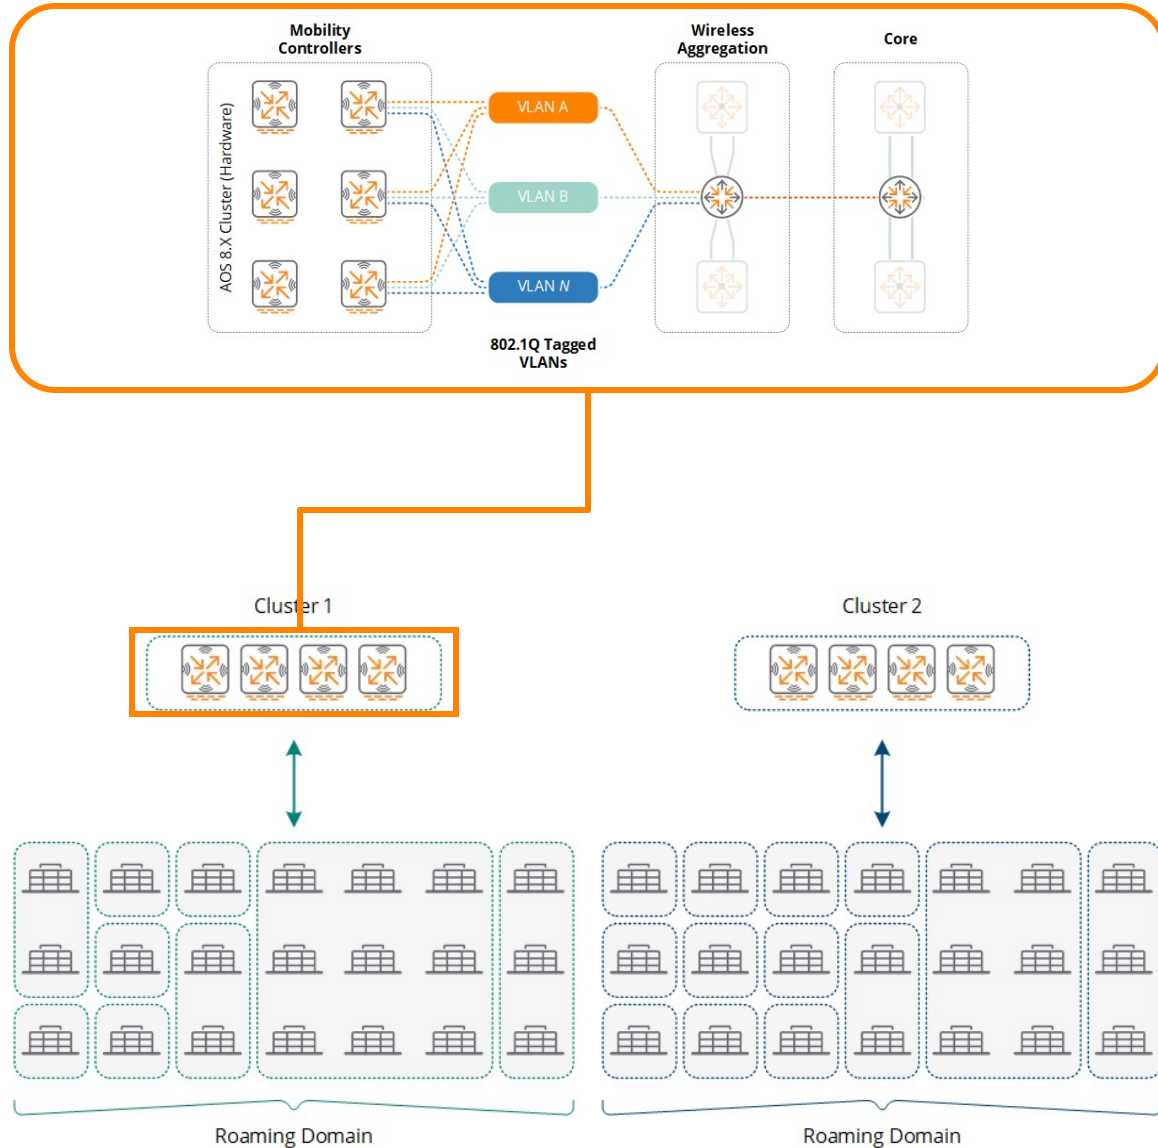 Mobility
Controllers
Wireless
Aggregation
Core
AOS 8.X Cluster (Hardware)
VLAN A
VLAN B
VLAN N
802.1Q Tagged
VLANs
Cluster 1
Cluster 2
Roaming Domain
Roaming Domain